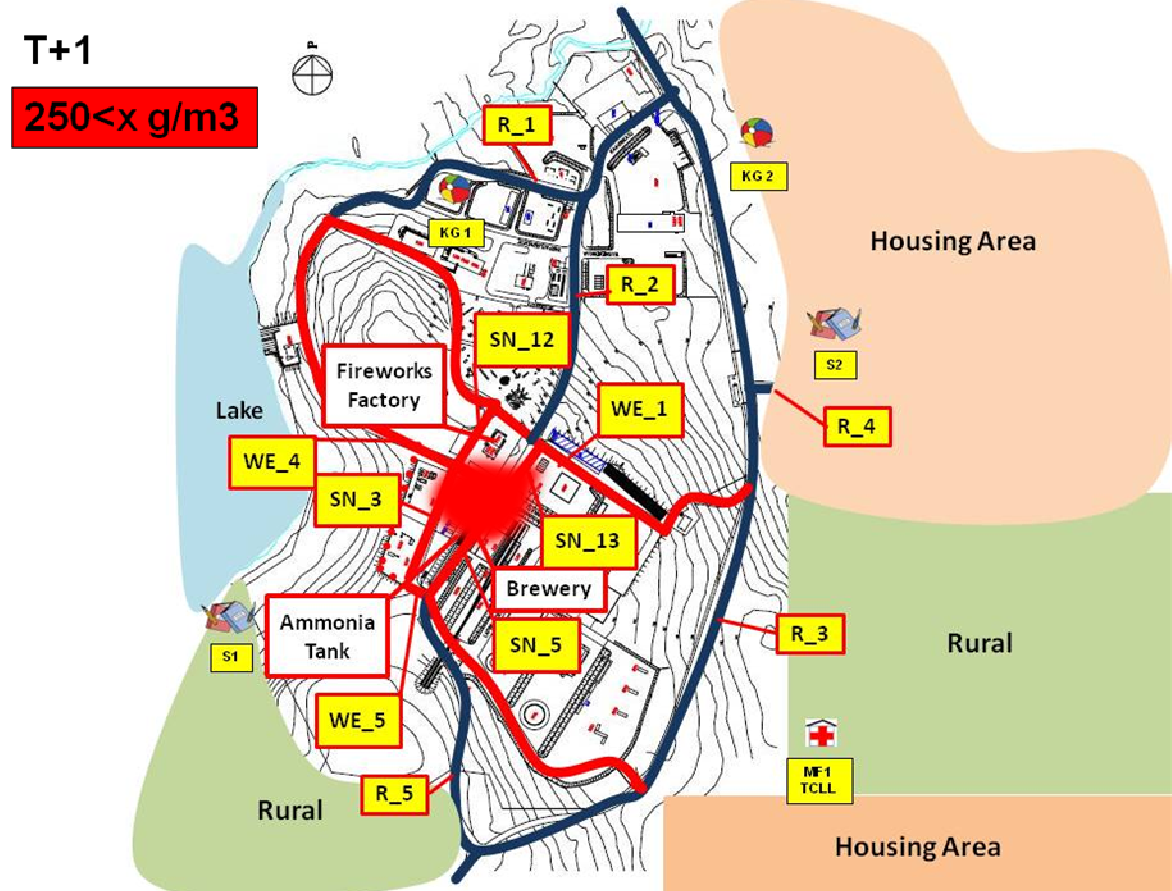 T+1
250<x g/m3
R_1
KG 1
KG 2
Housing Area
R_2
SN_12
S2
Fireworks
Factory
WE_1
R_4
Lake
WE_4
SN_3
SN_13
Brewery
Ammonia
Tank
SN_5
R_3
Rural
S1
WE_5
MF1
TCLL
R_5
Rural
Housing Area